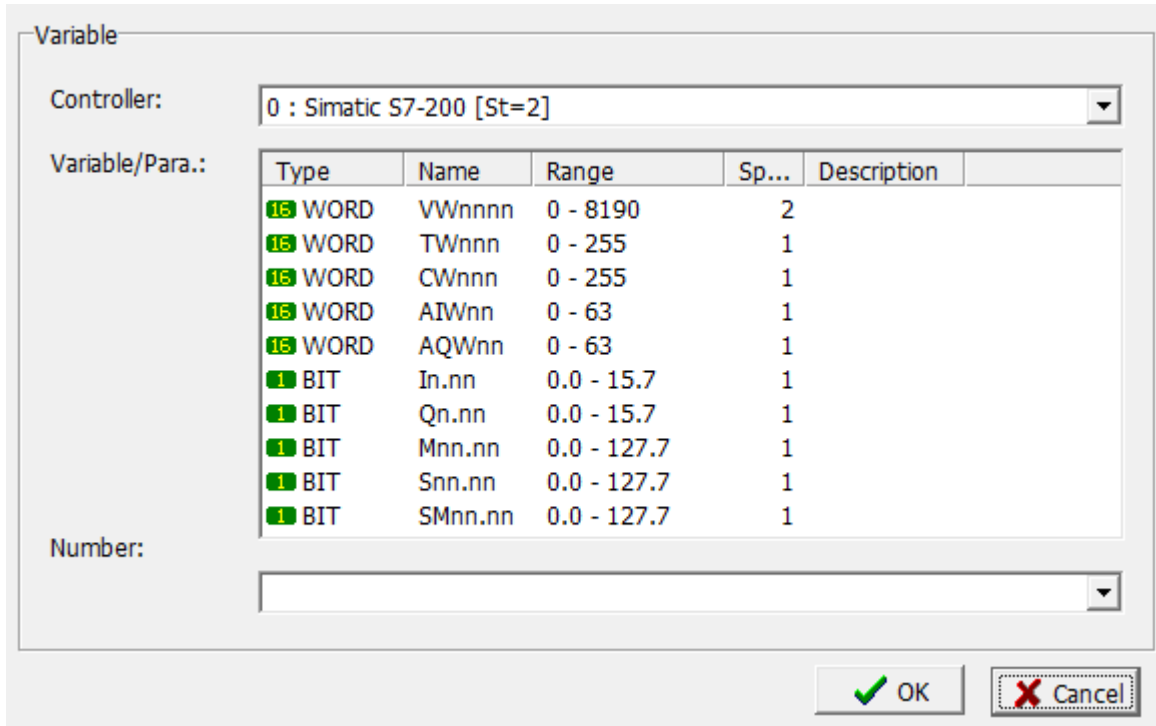 Variable
Controller: 0 : Simatic S7-200 [St=2]
Variable/Para.:
Type Name Range Sp... Description
16 WORD VWnnnn 0 - 8190 2
16 WORD TWnnn 0 - 255 1
16 WORD CWnnn 0 - 255 1
16 WORD AIWnn 0 - 63 1
16 WORD AQWnn 0 - 63 1
1 BIT In.nn 0.0 - 15.7 1
1 BIT Qn.nn 0.0 - 15.7 1
1 BIT Mnn.nn 0.0 - 127.7 1
1 BIT Snn.nn 0.0 - 127.7 1
1 BIT SMnn.nn 0.0 - 127.7 1
Number:
OK Cancel